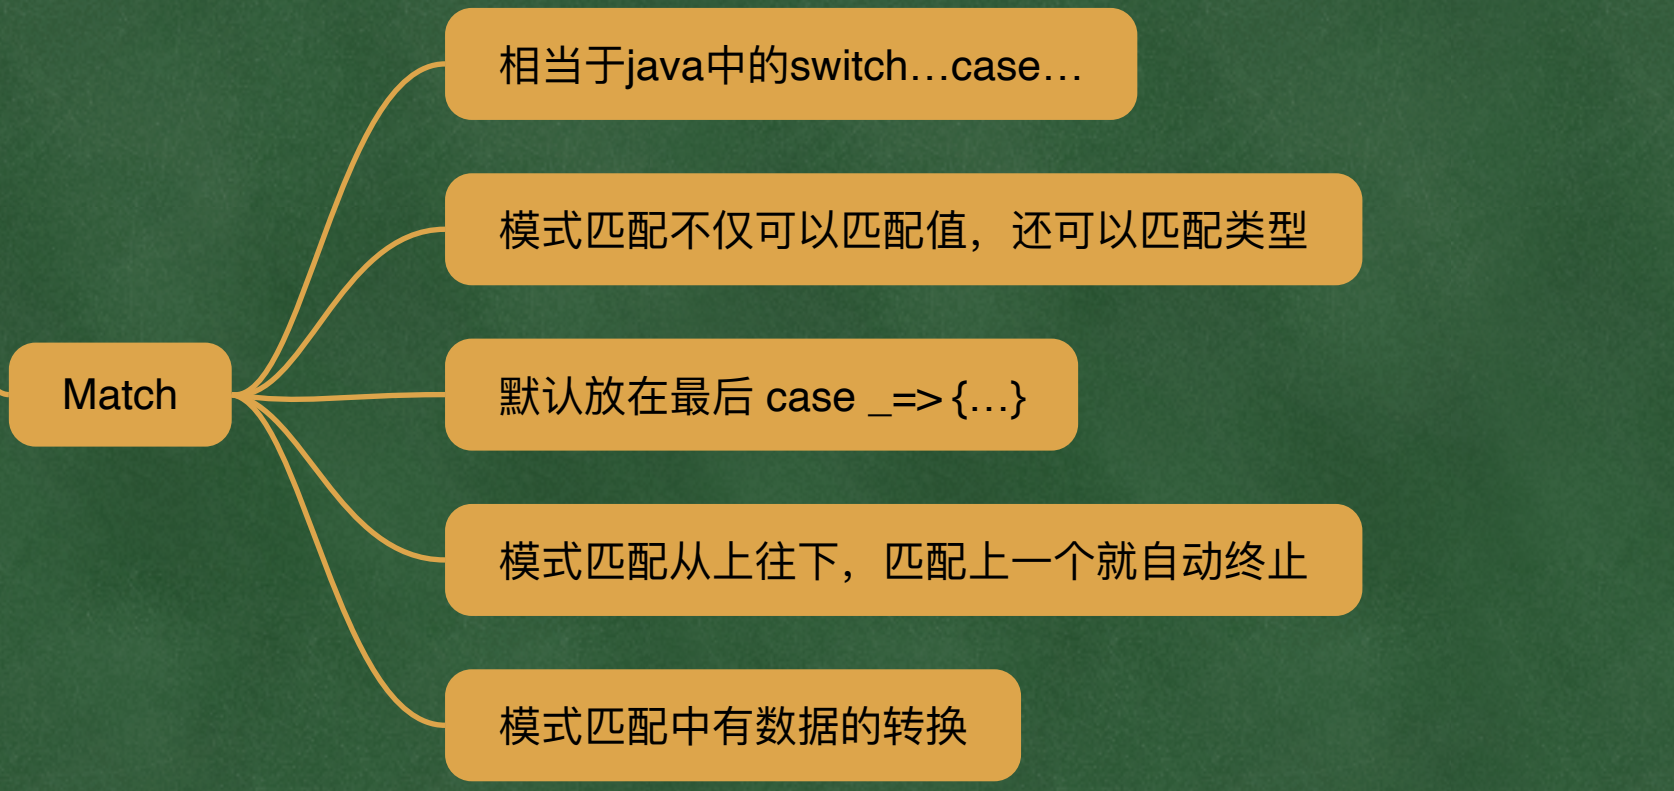 相当于java中的switch…case…
模式匹配不仅可以匹配值，还可以匹配类型
Match
默认放在最后 case _=> {…}
模式匹配从上往下，匹配上一个就自动终止
模式匹配中有数据的转换